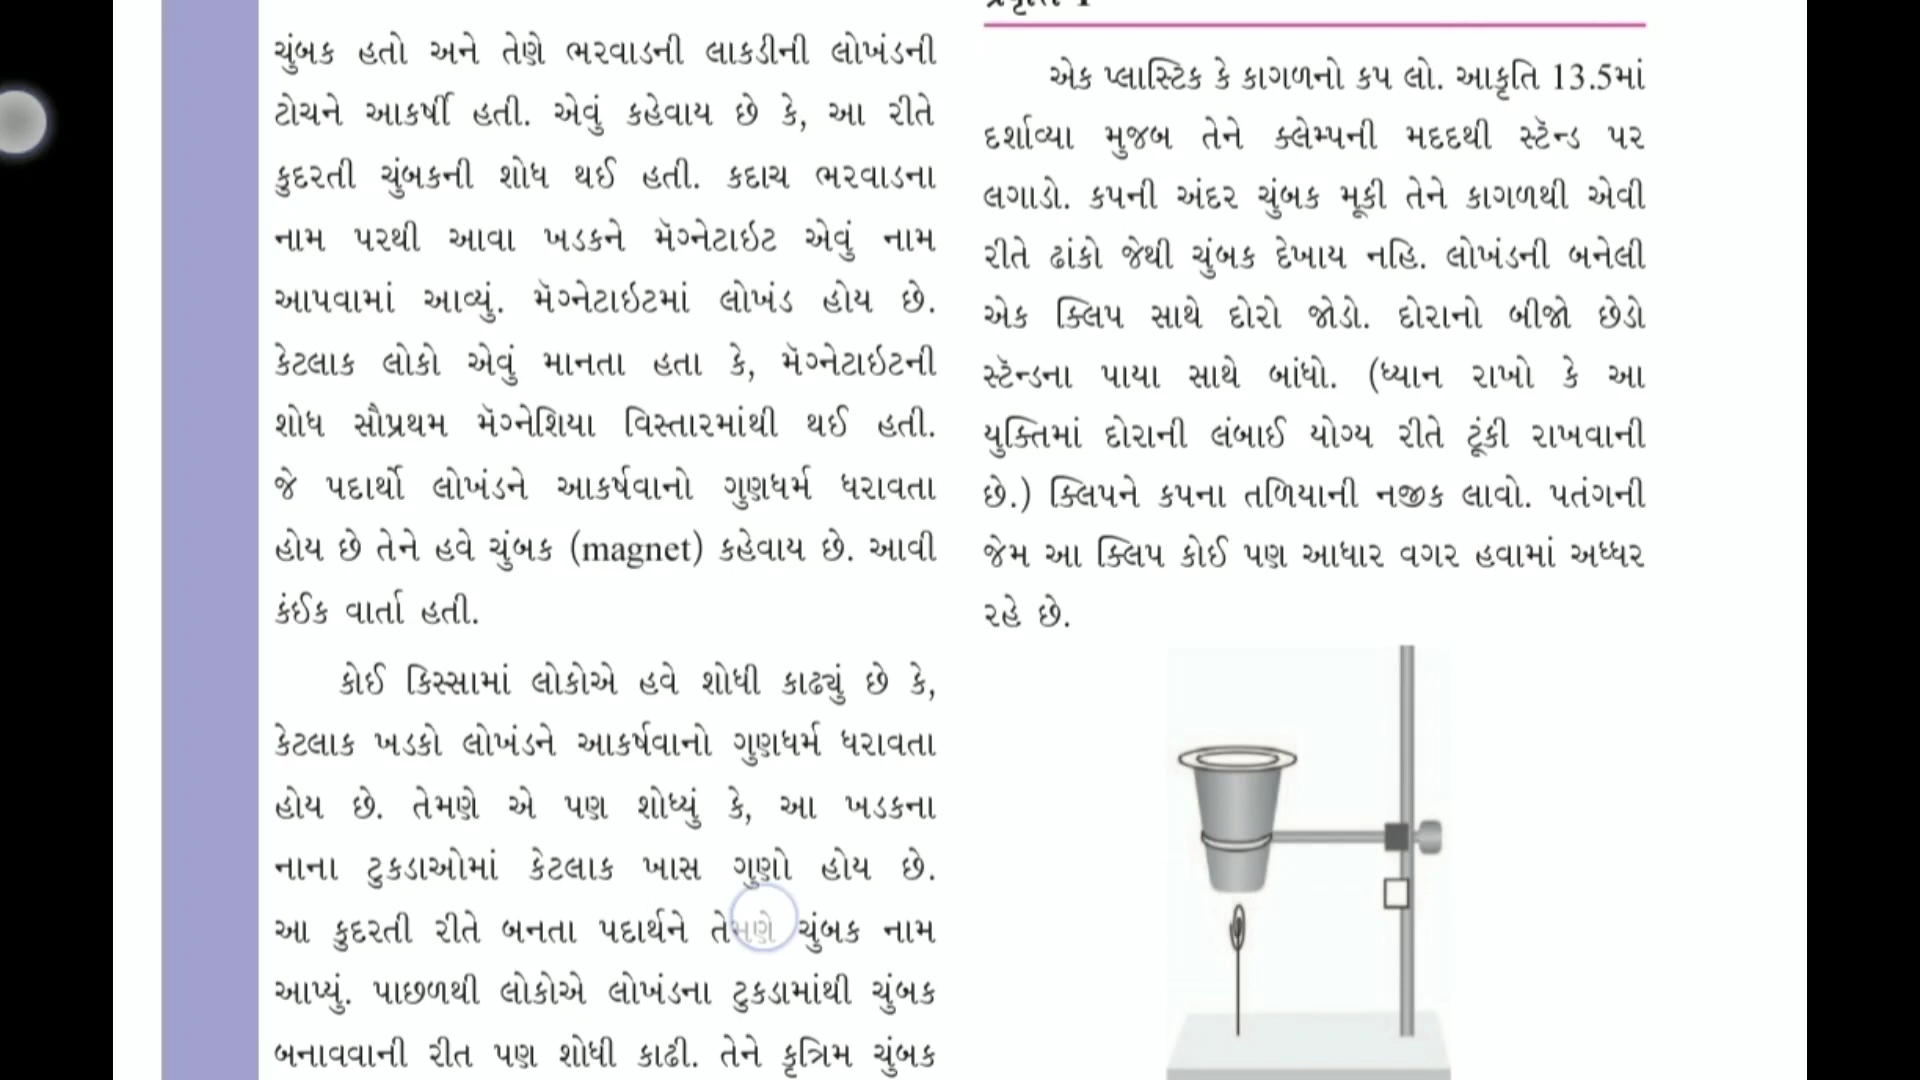 ચુંબક હતો અને તેણે ભરવાડની લાકડીની લોખંડની
ટોચને આકર્ષી હતી. એવું કહેવાય છે કે, આ રીતે
કુદરતી ચુંબકની શોધ થઈ હતી. કદાચ ભરવાડના
નામ પરથી આવા ખડકને મૅગ્નેટાઇટ એવું નામ
આપવામાં આવ્યું. મૅગ્નેટાઇટમાં લોખંડ હોય છે.
કેટલાક લોકો એવું માનતા હતા કે, મૅગ્નેટાઇટની
શોધ સૌપ્રથમ મૅગ્નેશિયા વિસ્તારમાંથી થઈ હતી.
જે પદાર્થો લોખંડને આકર્ષવાનો ગુણધર્મ ધરાવતા
હોય છે તેને હવે ચુંબક (magnet) કહેવાય છે. આવી
કંઈક વાર્તા હતી.
કોઈ કિસ્સામાં લોકોએ હવે શોધી કાઢ્યું છે કે,
કેટલાક ખડકો લોખંડને આકર્ષવાનો ગુણધર્મ ધરાવતા
હોય છે. તેમણે એ પણ શોધ્યું કે, આ ખડકના
નાના ટુકડાઓમાં કેટલાક ખાસ ગુણો હોય છે.
આ કુદરતી રીતે બનતા પદાર્થને તેમણે ચુંબક નામ
આપ્યું. પાછળથી લોકોએ લોખંડના ટુકડામાંથી ચુંબક
બનાવવાની રીત પણ શોધી કાઢી. તેને કૃત્રિમ ચુંબક
એક પ્લાસ્ટિક કે કાગળનો કપ લો. આકૃતિ 13.5માં
દર્શાવ્યા મુજબ તેને ક્લેમ્પની મદદથી સ્ટૅન્ડ પર
લગાડો. કપની અંદર ચુંબક મૂકી તેને કાગળથી એવી
રીતે ઢાંકો જેથી ચુંબક દેખાય નહિ. લોખંડની બનેલી
એક ક્લિપ સાથે દોરો જોડો. દોરાનો બીજો છેડો
સ્ટૅન્ડના પાયા સાથે બાંધો. (ધ્યાન રાખો કે આ
યુક્તિમાં દોરાની લંબાઈ યોગ્ય રીતે ટૂંકી રાખવાની
છે.) ક્લિપને કપના તળિયાની નજીક લાવો. પતંગની
જેમ આ ક્લિપ કોઈ પણ આધાર વગર હવામાં અધ્ધર
રહે છે.